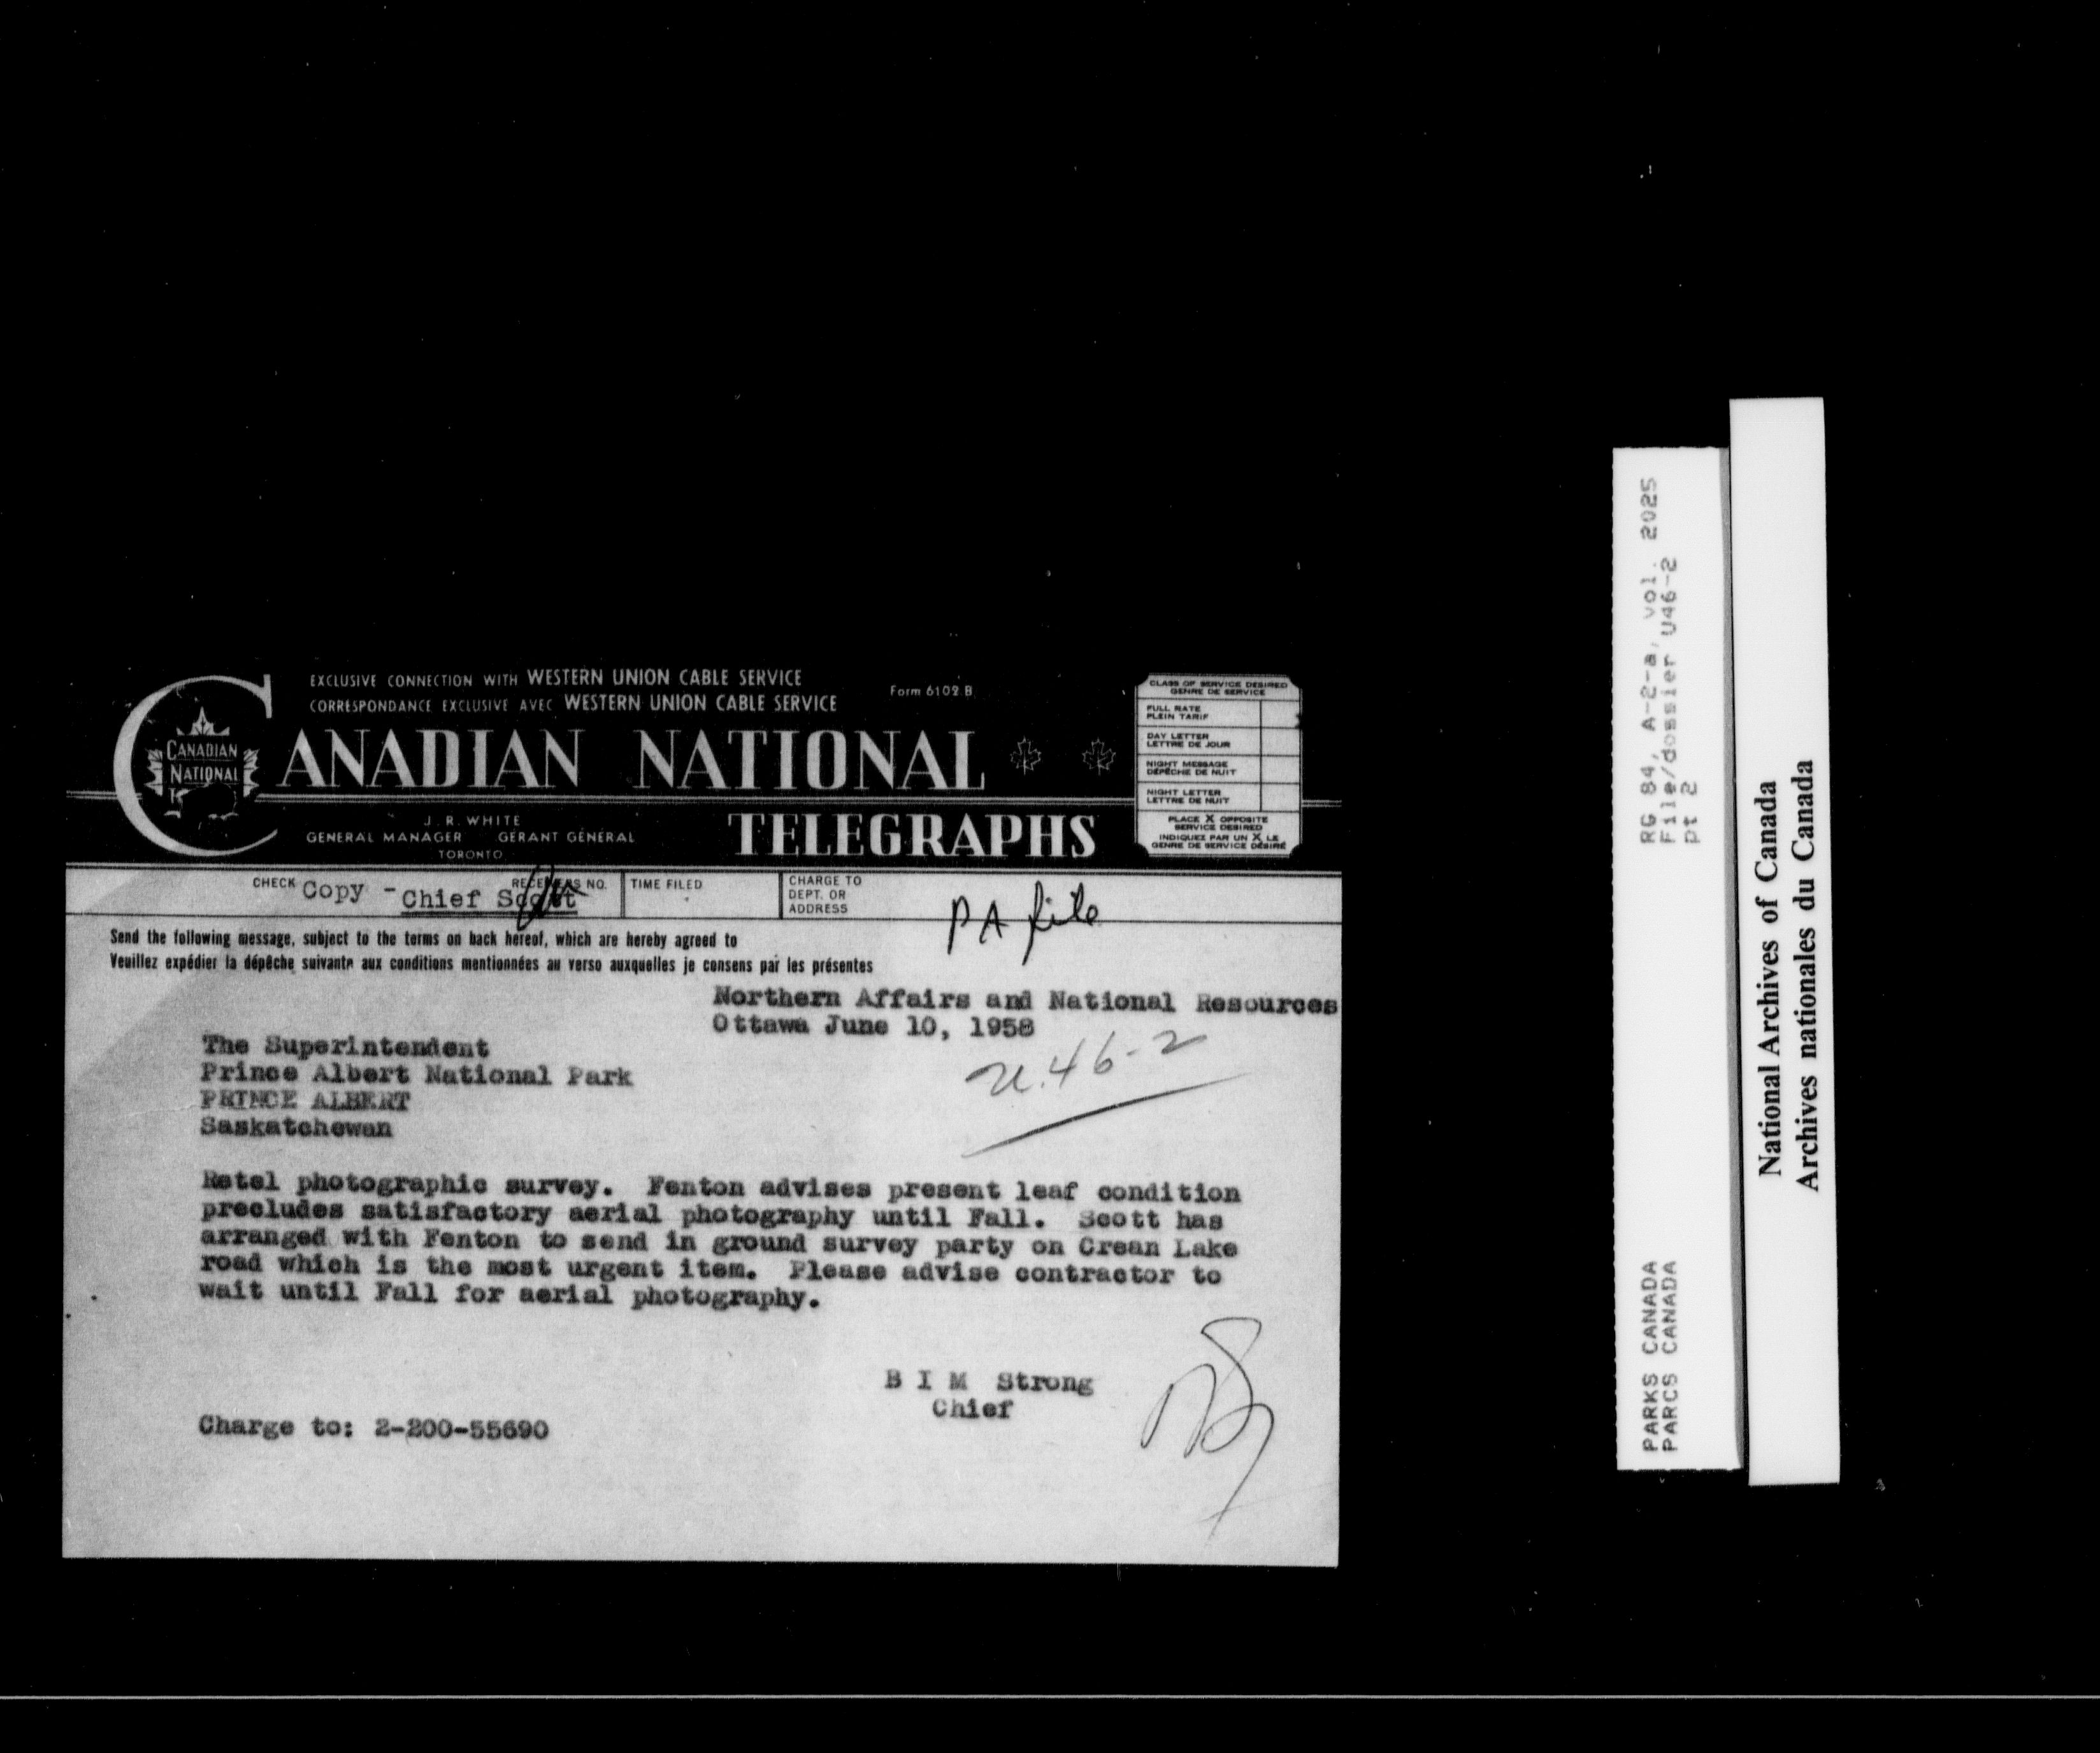 EXCLUSIVE CONNECTION WITH WESTERN UNION CABLE SERVICE
CORRESPONDANCE EXCLUSIVE AVEC WESTERN UNION CABLE SERVICE
Form 6102 B
CANADIAN NATIONAL
TELEGRAPHS
CANADIAN
NATIONAL
J. R. WHITE
GENERAL MANAGER GÉRANT GÉNÉRAL
TORONTO
CLASS OF SERVICE DESIRED
GENRE DE SERVICE
FULL RATE
PLEIN TARIF
DAY LETTER
LETTRE DE JOUR
NIGHT MESSAGE
DÉPÊCHE DE NUIT
NIGHT LETTER
LETTRE DE NUIT
PLACE X OPPOSITE
SERVICE DESIRED
INDIQUEZ PAR UN X LE
GENRE DE SERVICE DÉSIRÉ
CHECK Copy - Chief Scott
RECEIVERS NO.
TIME FILED
CHARGE TO
DEPT. OR
ADDRESS
PA file
Send the following message, subject to the terms on back hereof, which are hereby agreed to
Veuillez expédier la dépêche suivante aux conditions mentionnées au verso auxquelles je consens par les présentes
Northern Affairs and National Resources
Ottawa June 10, 1958
U.46-2
The Superintendent
Prince Albert National Park
PRINCE ALBERT
Saskatchewan
Retel photographic survey. Fenton advises present leaf condition
precludes satisfactory aerial photography until Fall. Scott has
arranged with Fenton to send in ground survey party on Crean Lake
road which is the most urgent item. Please advise contractor to
wait until Fall for aerial photography.
B I M Strong
Chief
Charge to: 2-200-55690
RG 84, A-2-a, vol. 2025
File/dossier U46-2
pt 2
PARKS CANADA
PARCS CANADA
National Archives of Canada
Archives nationales du Canada